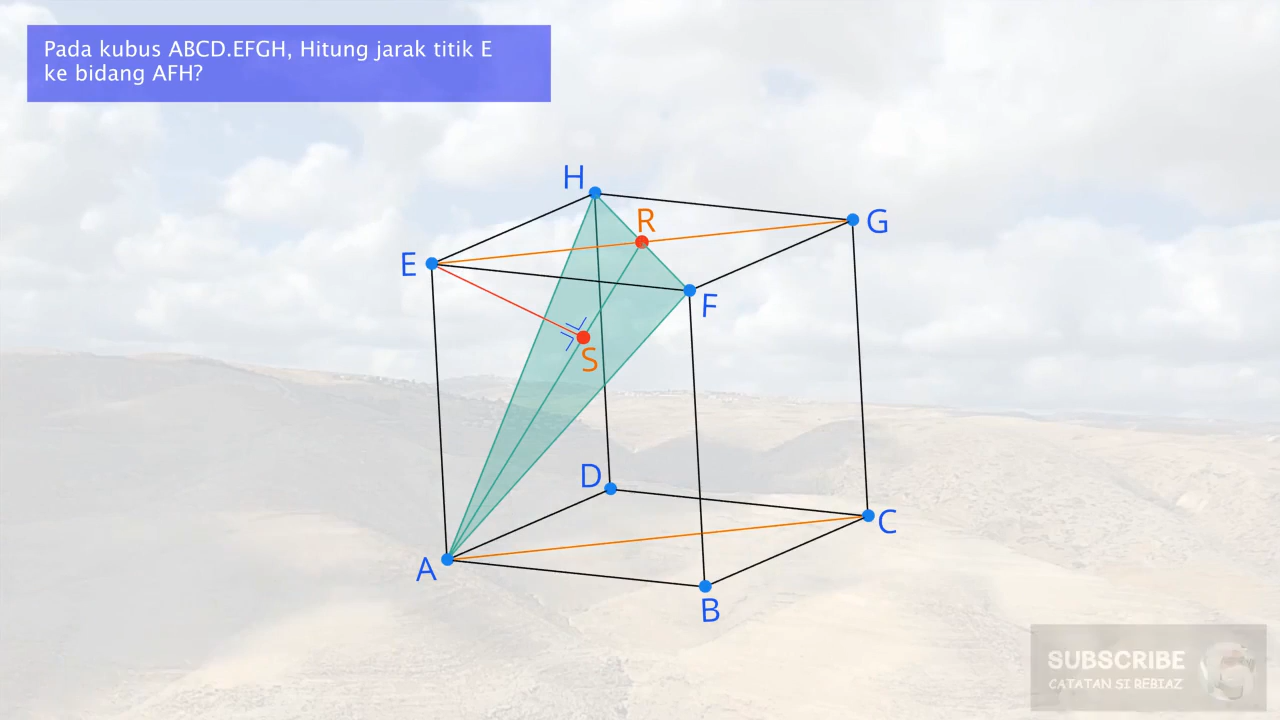 Pada kubus ABCD.EFGH, Hitung jarak titik E
ke bidang AFH?
H
R
G
E
F
S
D
C
A
B
SUBSCRIBE
CATATAN SI REBIAZ